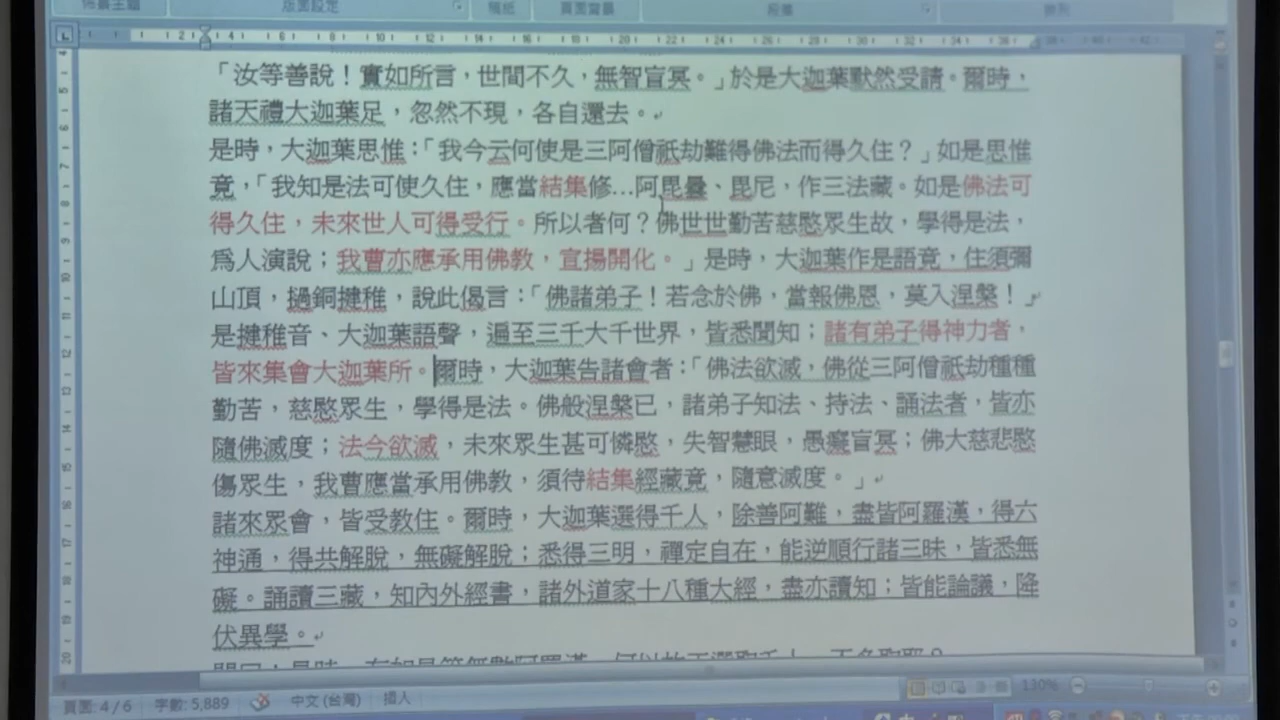 版面設定
稿紙
頁面背景
段落
「汝等善說！實如所言，世間不久，無智盲冥。」於是大迦葉默然受請。爾時，
諸天禮大迦葉足，忽然不現，各自還去。
是時，大迦葉思惟：「我今云何使是三阿僧祇劫難得佛法而得久住？」如是思惟
竟，「我知是法可使久住，應當結集修…阿毘曇、毘尼，作三法藏。如是佛法可
得久住，未來世人可得受行。所以者何？佛世世勤苦慈愍眾生故，學得是法，
為人演說；我曹亦應承用佛教，宣揚開化。」是時，大迦葉作是語竟，住須彌
山頂，撾銅揵稚，說此偈言：「佛諸弟子！若念於佛，當報佛恩，莫入涅槃！」
是揵稚音、大迦葉語聲，遍至三千大千世界，皆悉聞知；諸有弟子得神力者，
皆來集會大迦葉所。爾時，大迦葉告諸會者：「佛法欲滅，佛從三阿僧祇劫種種
勤苦，慈愍眾生，學得是法。佛般涅槃已，諸弟子知法、持法、誦法者，皆亦
隨佛滅度；法今欲滅，未來眾生甚可憐愍，失智慧眼，愚癡盲冥；佛大慈悲愍
傷眾生，我曹應當承用佛教，須待結集經藏竟，隨意滅度。」
諸來眾會，皆受教住。爾時，大迦葉選得千人，除善阿難，盡皆阿羅漢，得六
神通，得共解脫，無礙解脫；悉得三明，禪定自在，能逆順行諸三昧，皆悉無
礙。誦讀三藏，知內外經書，諸外道家十八種大經，盡亦讀知；皆能論議，降
伏異學。
頁面: 4/6 字數: 5,889 中文 (台灣) 插入 130%